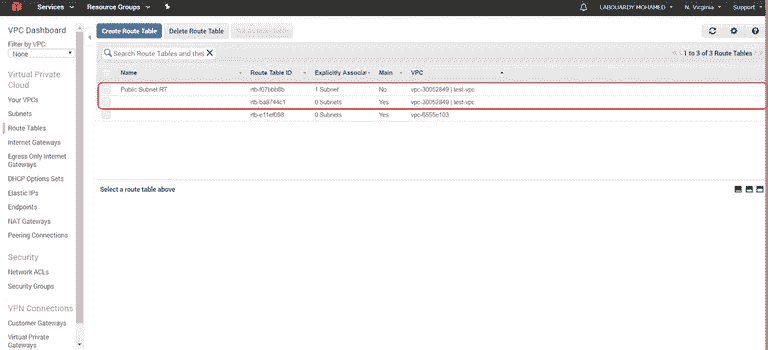 Services Resource Groups LABOUARDY MOHAMED N. Virginia Support
VPC Dashboard
Filter by VPC:
None
Virtual Private
Cloud
Your VPCs
Subnets
Route Tables
Internet Gateways
Egress Only Internet
Gateways
DHCP Options Sets
Elastic IPs
Endpoints
NAT Gateways
Peering Connections
Security
Network ACLs
Security Groups
VPN Connections
Customer Gateways
Virtual Private
Gateways
Create Route Table Delete Route Table
Search Route Tables and thei 1 to 3 of 3 Route Tables
Name Route Table ID Explicitly Associat Main VPC
Public Subnet RT 1 Subnet No vpc-30052849 | test-vpc
rtb-ba8744c1 0 Subnets Yes vpc-30052849 | test-vpc
rtb-e11ef098 0 Subnets Yes vpc-6555e103
Select a route table above